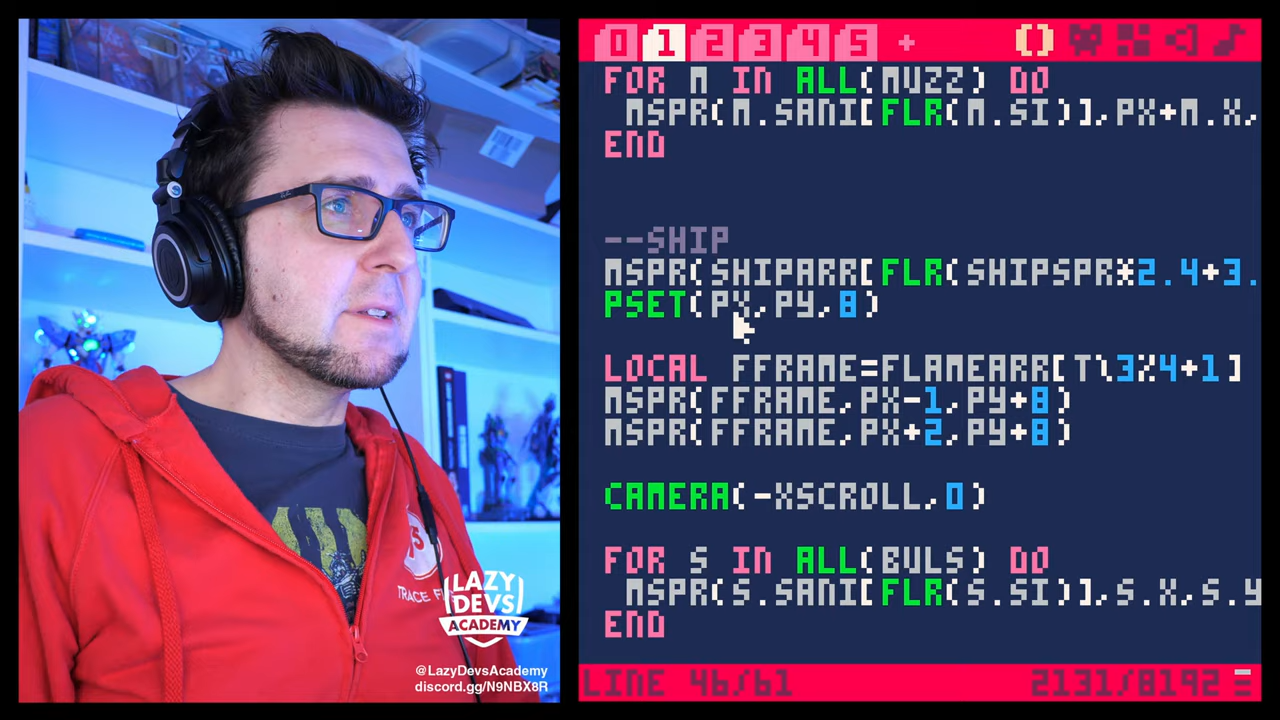 0 1 2 3 4 5 +
FOR M IN ALL(MUZZ) DO
MSPR(M.SANI[FLR(M.SI)],PX+M.X,
END
--SHIP
MSPR(SHIPARR[FLR(SHIPSPR*2.4+3.
PSET(PX,PY,8)
LOCAL FFRAME=FLAMEARR[T\3%4+1]
MSPR(FFRAME,PX-1,PY+8)
MSPR(FFRAME,PX+2,PY+8)
CAMERA(-XSCROLL,0)
FOR S IN ALL(BULS) DO
MSPR(S.SANI[FLR(S.SI)],S.X,S.Y
END
LINE 46/61
2131/8192
LAZY
DEVS
ACADEMY
@LazyDevsAcademy
discord.gg/N9NBX8R